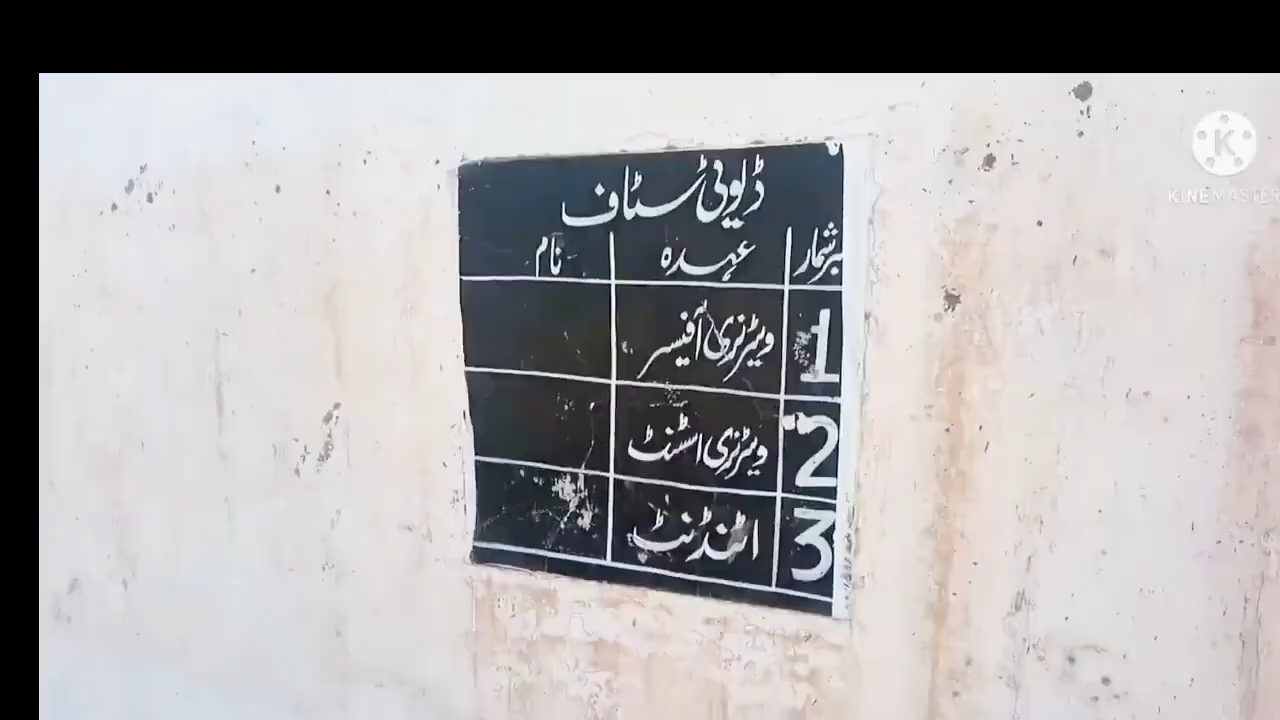 ڈیوٹی سٹاف
نمبر شمار عہدہ نام
1 ویٹرنری آفیسر
2 ویٹرنری اسٹنٹ
3 اٹنڈنٹ
K
KINEMASTER